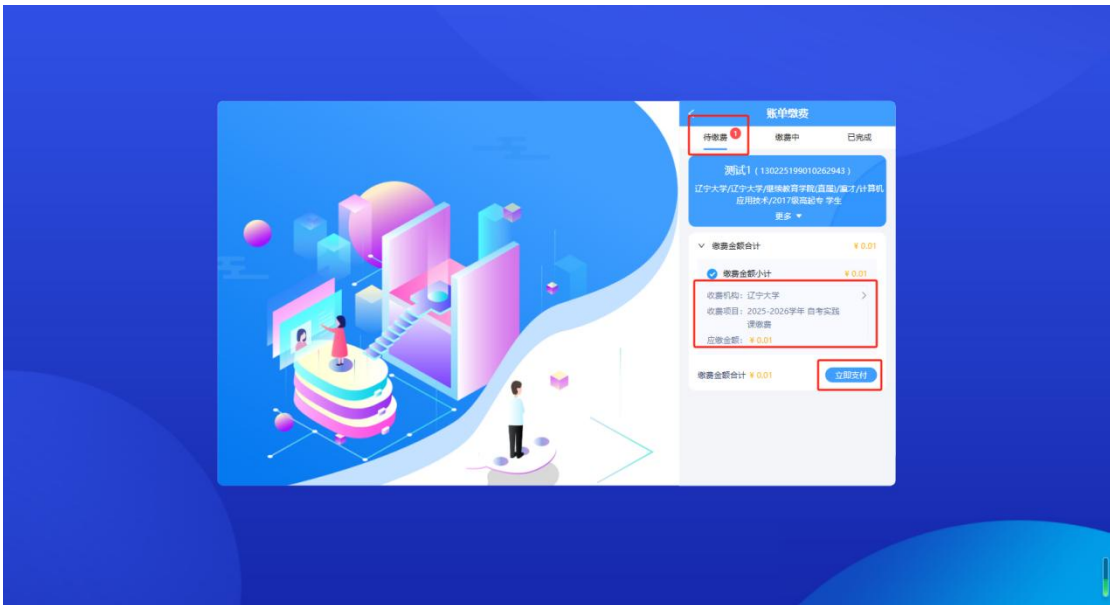 账单缴费
待缴费 1 缴费中 已完成
测试1 ( 130225199010262943 )
辽宁大学/辽宁大学/继续教育学院(直属)/赢才/计算机
应用技术/2017级高起专 学生
更多
缴费金额合计 ¥ 0.01
缴费金额小计 ¥ 0.01
收费机构：辽宁大学
收费项目：2025-2026学年 自考实践
课缴费
应缴金额：¥ 0.01
缴费金额合计 ¥ 0.01 立即支付